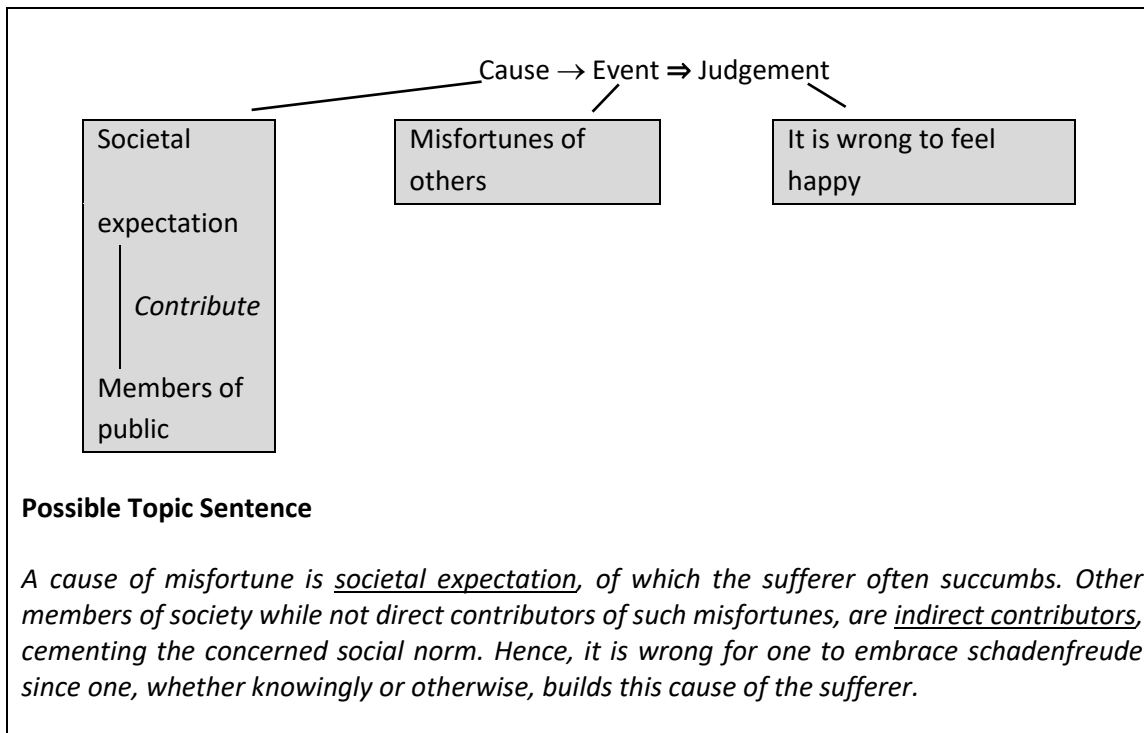 Cause → Event ⇒ Judgement
Societal
expectation
Contribute
Members of
public
Misfortunes of
others
It is wrong to feel
happy
Possible Topic Sentence
A cause of misfortune is societal expectation, of which the sufferer often succumbs. Other
members of society while not direct contributors of such misfortunes, are indirect contributors,
cementing the concerned social norm. Hence, it is wrong for one to embrace schadenfreude
since one, whether knowingly or otherwise, builds this cause of the sufferer.